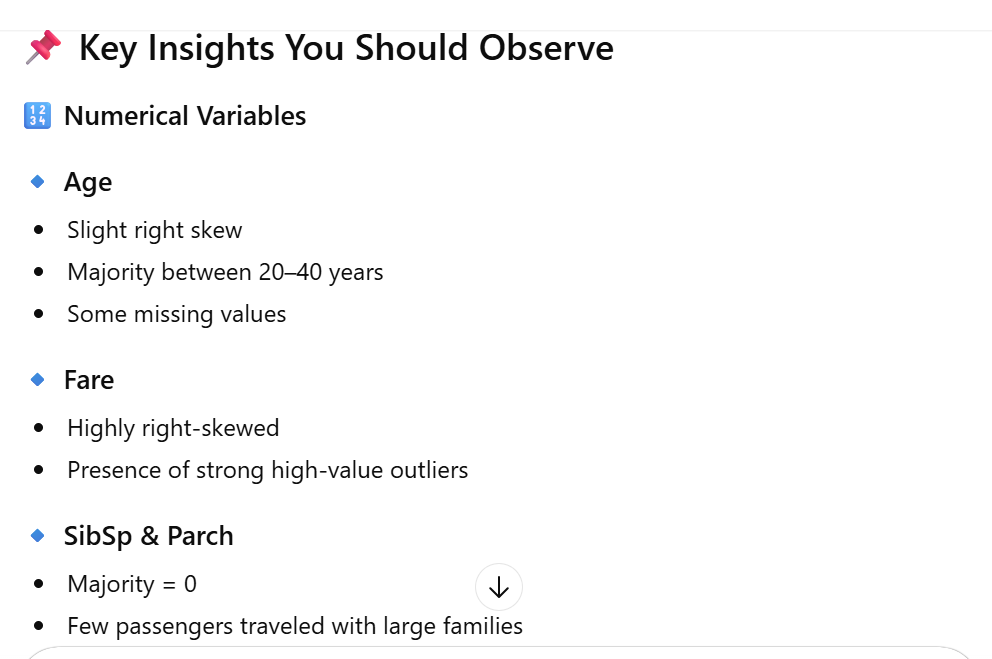 📌 Key Insights You Should Observe
🔢 Numerical Variables
🔹 Age
• Slight right skew
• Majority between 20–40 years
• Some missing values
🔹 Fare
• Highly right-skewed
• Presence of strong high-value outliers
🔹 SibSp & Parch
• Majority = 0
• Few passengers traveled with large families